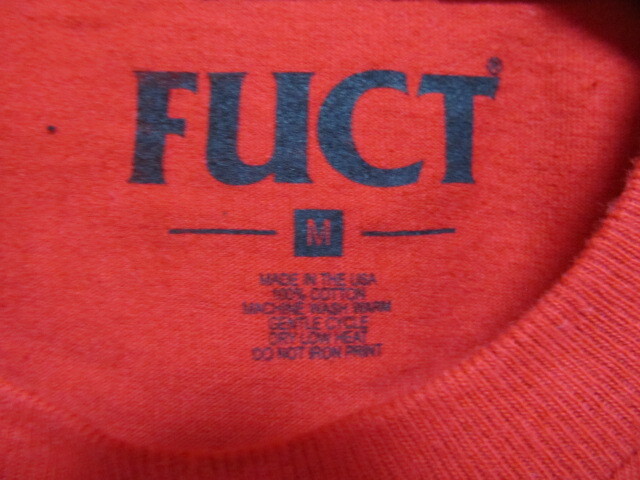 FUCT®
M
MADE IN THE USA
100% COTTON
MACHINE WASH WARM
GENTLE CYCLE
DRY LOW HEAT
DO NOT IRON PRINT